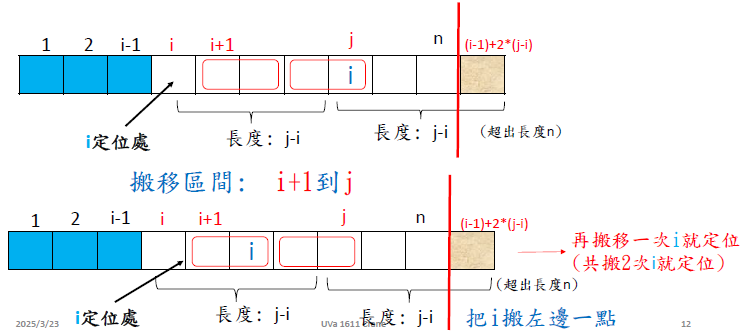 1 2 i-1 i i+1 j n (i-1)+2*(j-i)
i
i定位處
長度: j-i
長度: j-i
(超出長度n)
搬移區間: i+1到j
1 2 i-1 i i+1 j n (i-1)+2*(j-i)
i
再搬移一次i就定位
(共搬2次i就定位)
(超出長度n)
i定位處
長度: j-i
長度: j-i
把i搬左邊一點
2025/3/23
UVa 1611 Crane
12